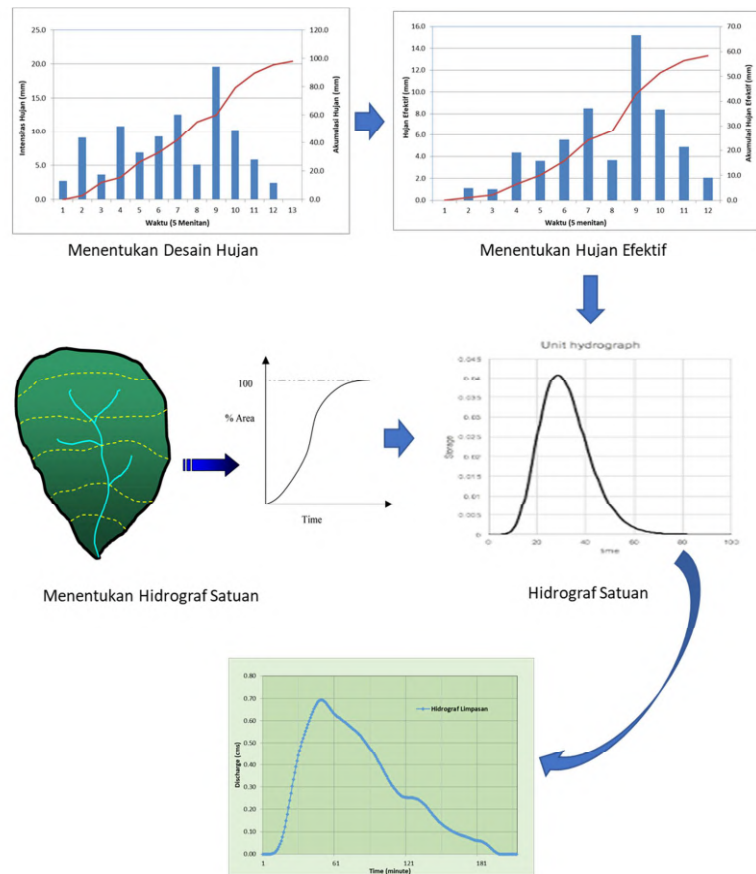 25.0
20.0
15.0
10.0
5.0
0.0
Intensitas Hujan (mm)
120.0
100.0
80.0
60.0
40.0
20.0
0.0
Akumulasi Hujan (mm)
1 2 3 4 5 6 7 8 9 10 11 12 13
Waktu (5 Menitan)
Menentukan Desain Hujan
16.0
14.0
12.0
10.0
8.0
6.0
4.0
2.0
0.0
Hujan Efektif (mm)
70.0
60.0
50.0
40.0
30.0
20.0
10.0
0.0
Akumulasi Hujan Efektif (mm)
1 2 3 4 5 6 7 8 9 10 11 12
Waktu (5 menitan)
Menentukan Hujan Efektif
100
% Area
Time
Menentukan Hidrograf Satuan
Unit hydrograph
0.045
0.04
0.035
0.03
0.025
0.02
0.015
0.01
0.005
0
Storage
0 20 40 60 80 100
time
Hidrograf Satuan
0.80
0.70
0.60
0.50
0.40
0.30
0.20
0.10
0.00
Discharge (cms)
Hidrograf Limpasan
1 61 121 181
Time (minute)